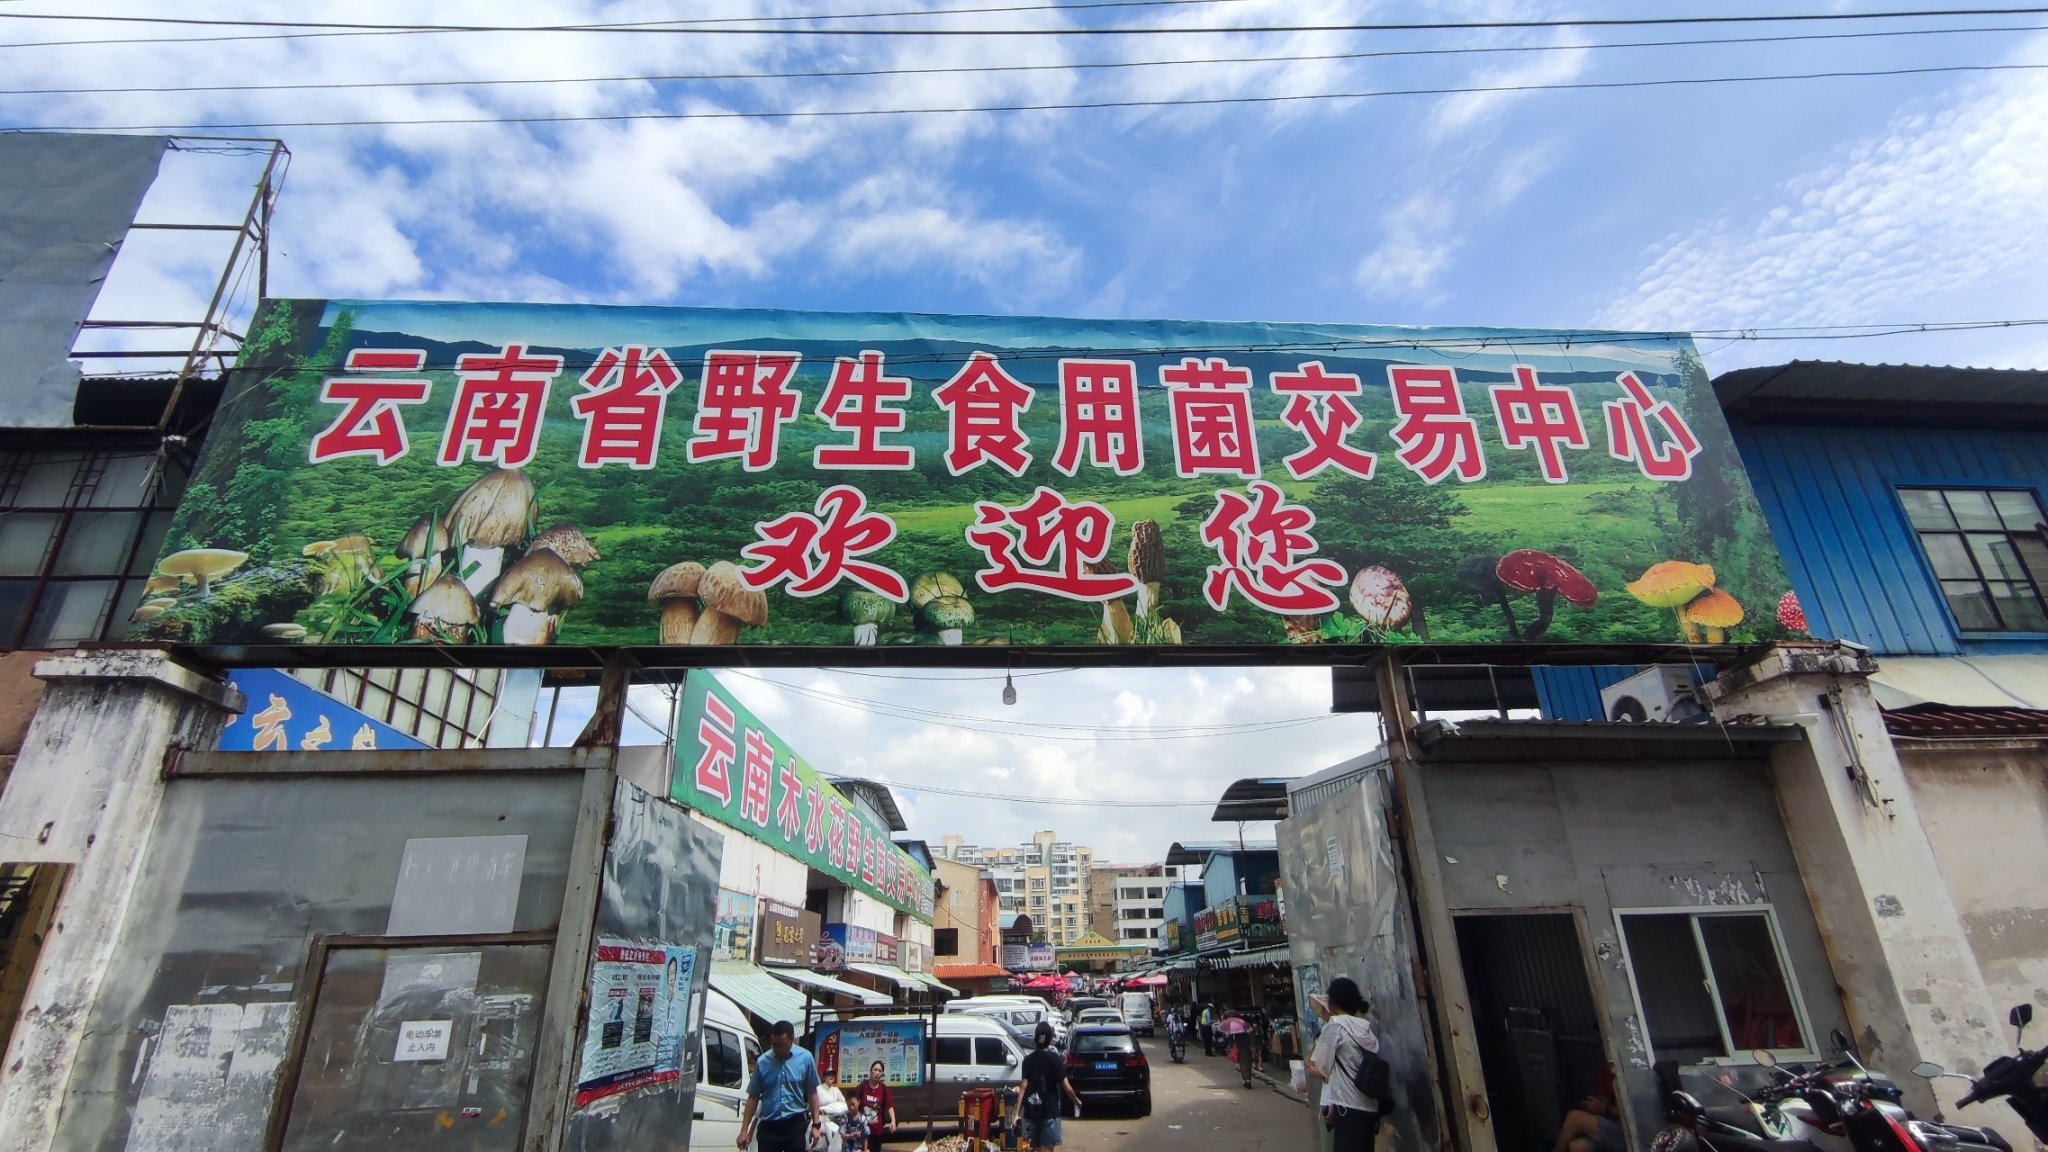 云南省野生食用菌交易中心
欢迎您
云南木水花野生菌交易中心
电动车禁
止入内